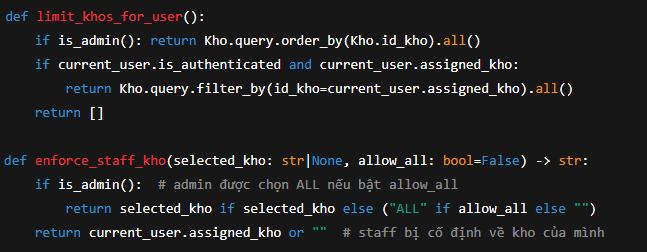 def limit_khos_for_user():
    if is_admin(): return Kho.query.order_by(Kho.id_kho).all()
    if current_user.is_authenticated and current_user.assigned_kho:
        return Kho.query.filter_by(id_kho=current_user.assigned_kho).all()
    return []

def enforce_staff_kho(selected_kho: str|None, allow_all: bool=False) -> str:
    if is_admin():  # admin được chọn ALL nếu bật allow_all
        return selected_kho if selected_kho else ("ALL" if allow_all else "")
    return current_user.assigned_kho or ""  # staff bị cố định về kho của mình